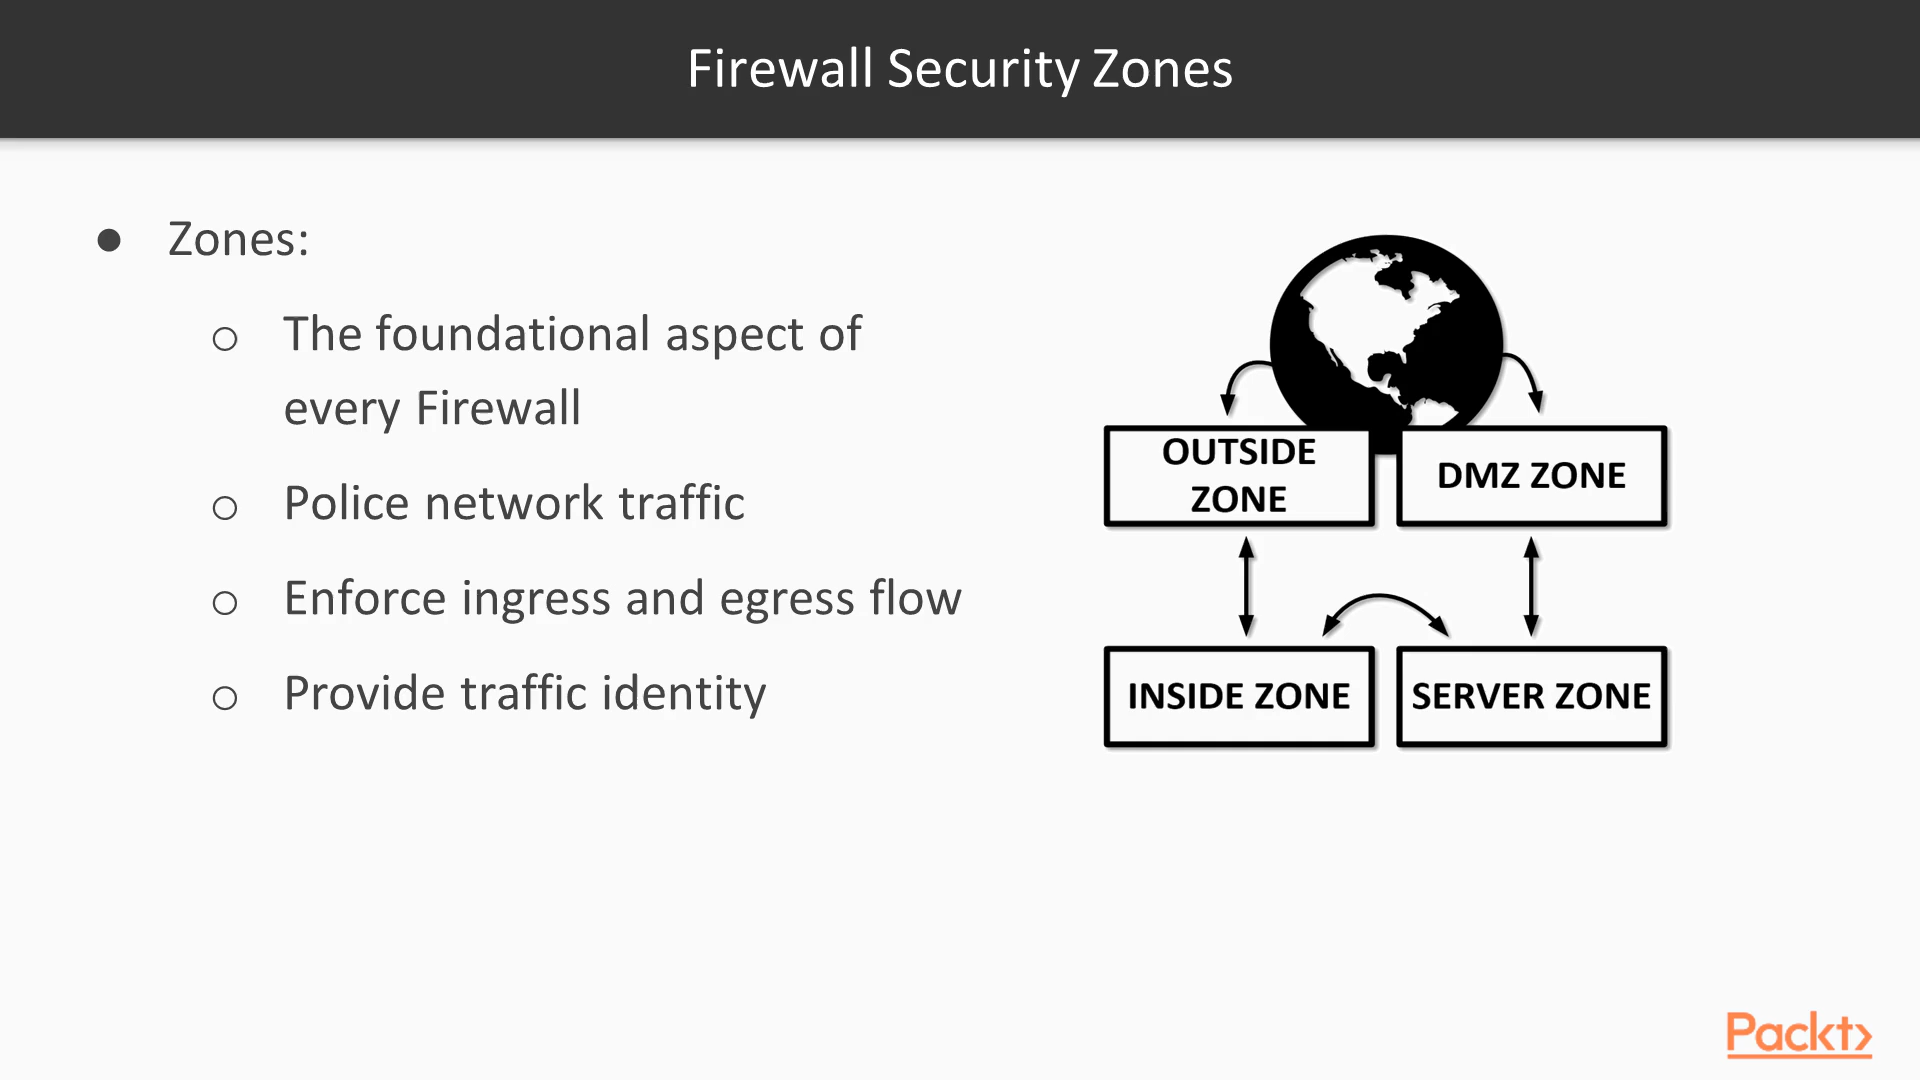 Firewall Security Zones
● Zones:
○ The foundational aspect of
every Firewall
○ Police network traffic
○ Enforce ingress and egress flow
○ Provide traffic identity
OUTSIDE
ZONE
DMZ ZONE
INSIDE ZONE
SERVER ZONE
Packt>